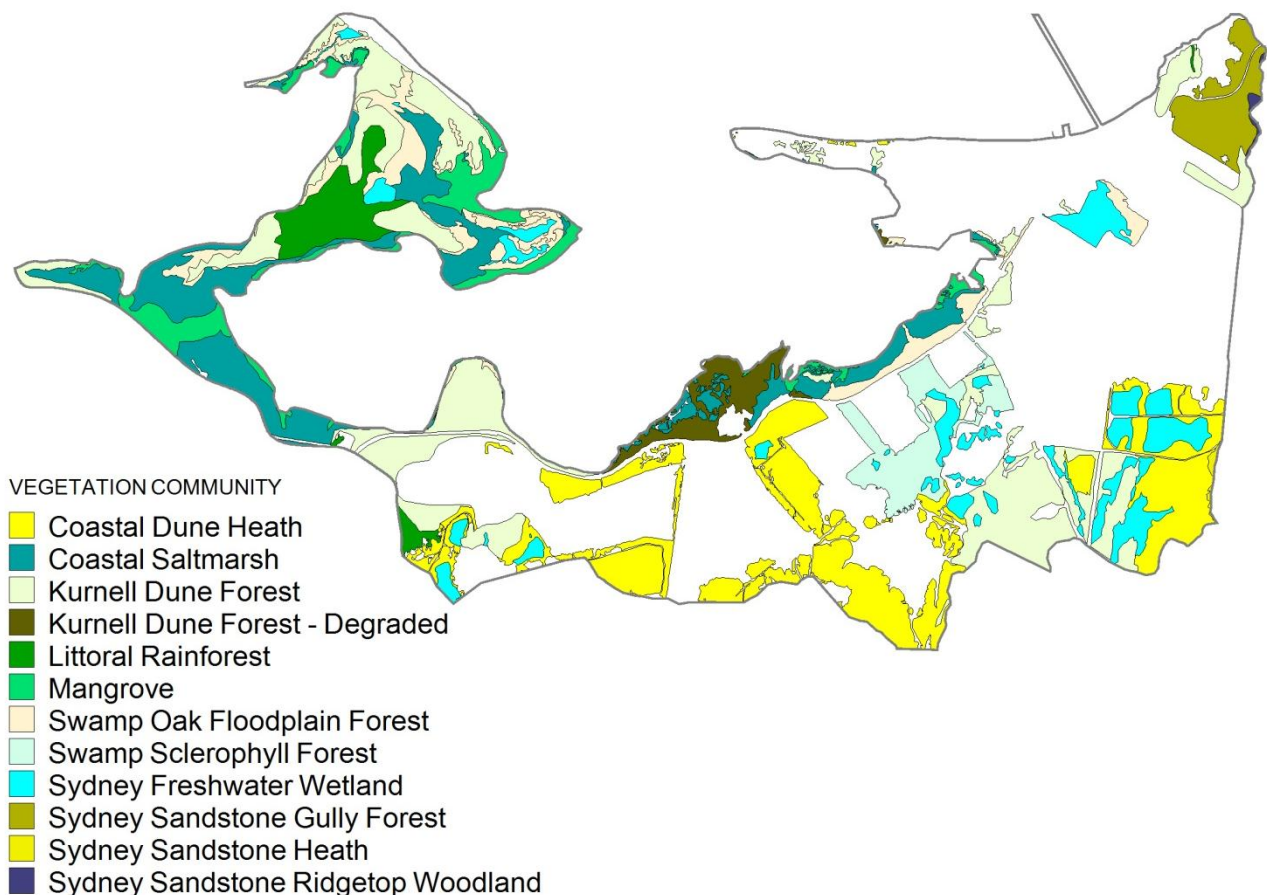 VEGETATION COMMUNITY
Coastal Dune Heath
Coastal Saltmarsh
Kurnell Dune Forest
Kurnell Dune Forest - Degraded
Littoral Rainforest
Mangrove
Swamp Oak Floodplain Forest
Swamp Sclerophyll Forest
Sydney Freshwater Wetland
Sydney Sandstone Gully Forest
Sydney Sandstone Heath
Sydney Sandstone Ridgetop Woodland